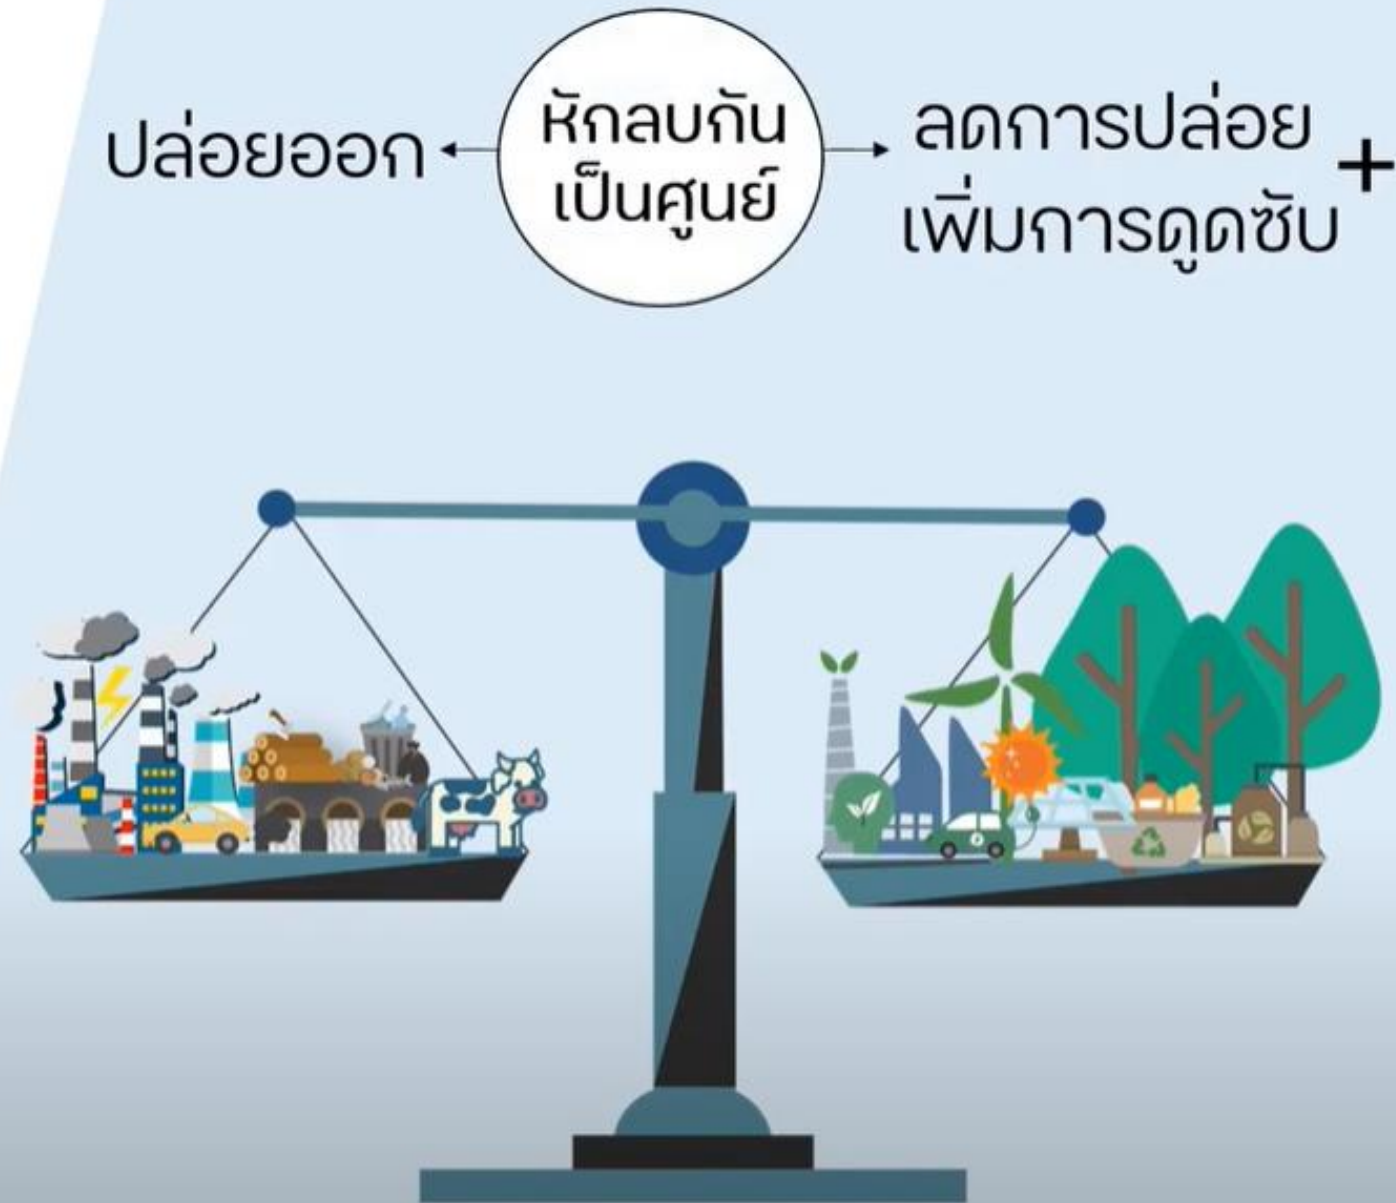 ปล่อยออก
หักลบกัน
เป็นศูนย์
ลดการปล่อย
เพิ่มการดูดซับ
+